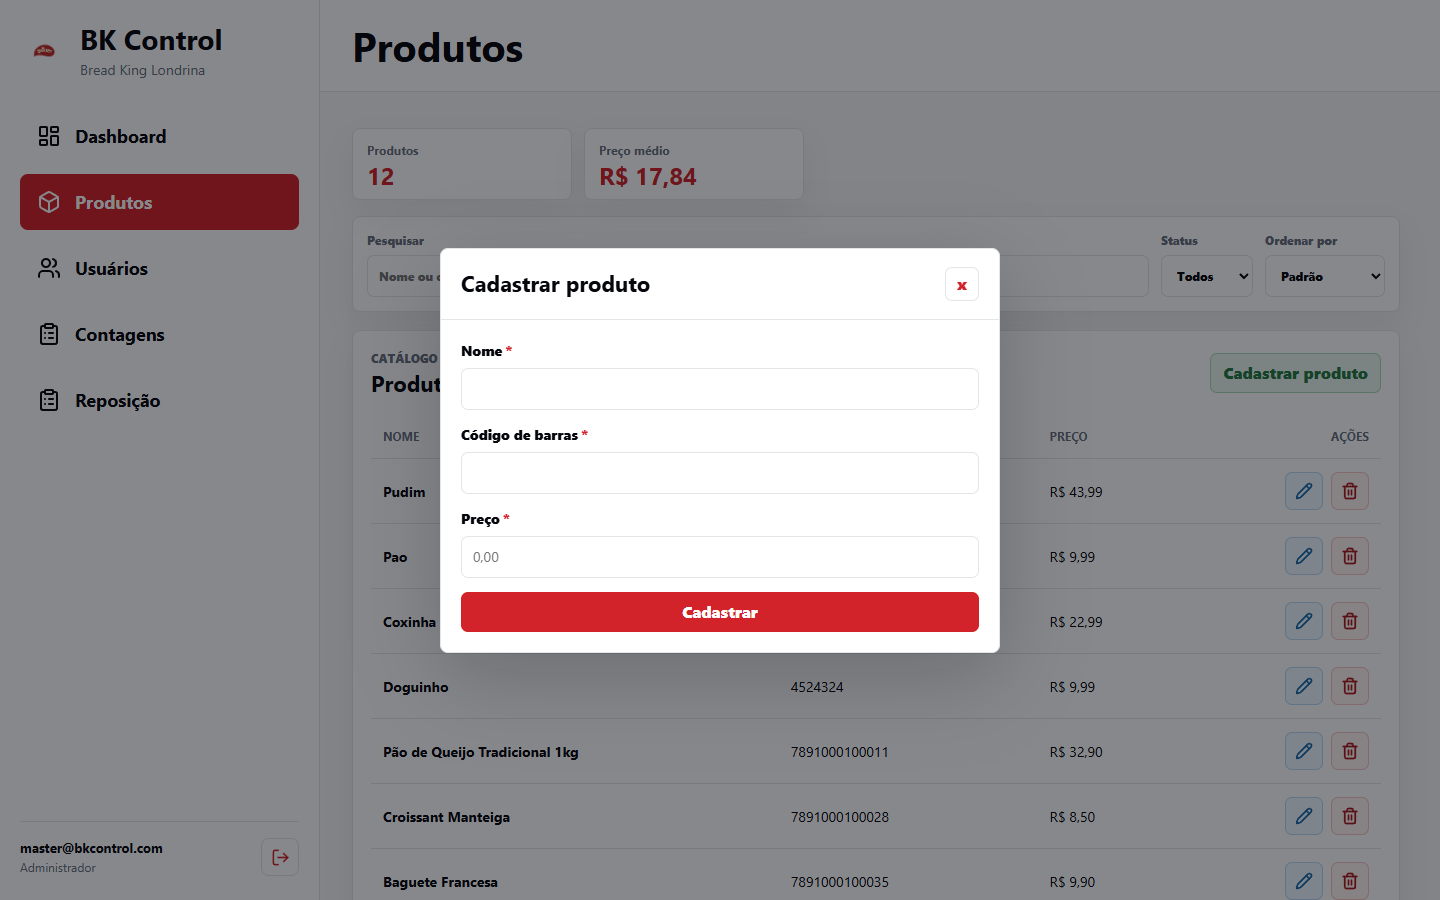 BK Control
Bread King Londrina
Dashboard
Produtos
Usuários
Contagens
Reposição
master@bkcontrol.com
Administrador
Produtos
Produtos
12
Preço médio
R$ 17,84
Pesquisar
Nome ou
Status
Todos
Ordenar por
Padrão
CATÁLOGO
Cadastrar produto
NOME PREÇO AÇÕES
Pudim R$ 43,99
Pao R$ 9,99
Coxinha R$ 22,99
Doguinho 4524324 R$ 9,99
Pão de Queijo Tradicional 1kg 7891000100011 R$ 32,90
Croissant Manteiga 7891000100028 R$ 8,50
Baguete Francesa 7891000100035 R$ 9,90
Cadastrar produto
x
Nome *
Código de barras *
Preço *
0,00
Cadastrar